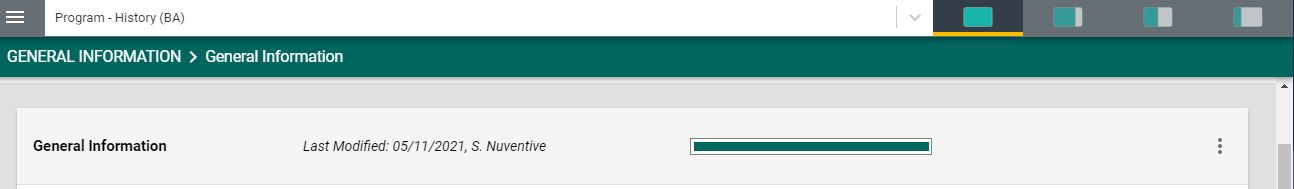 Program - History (BA)
GENERAL INFORMATION > General Information
General Information Last Modified: 05/11/2021, S. Nuventive